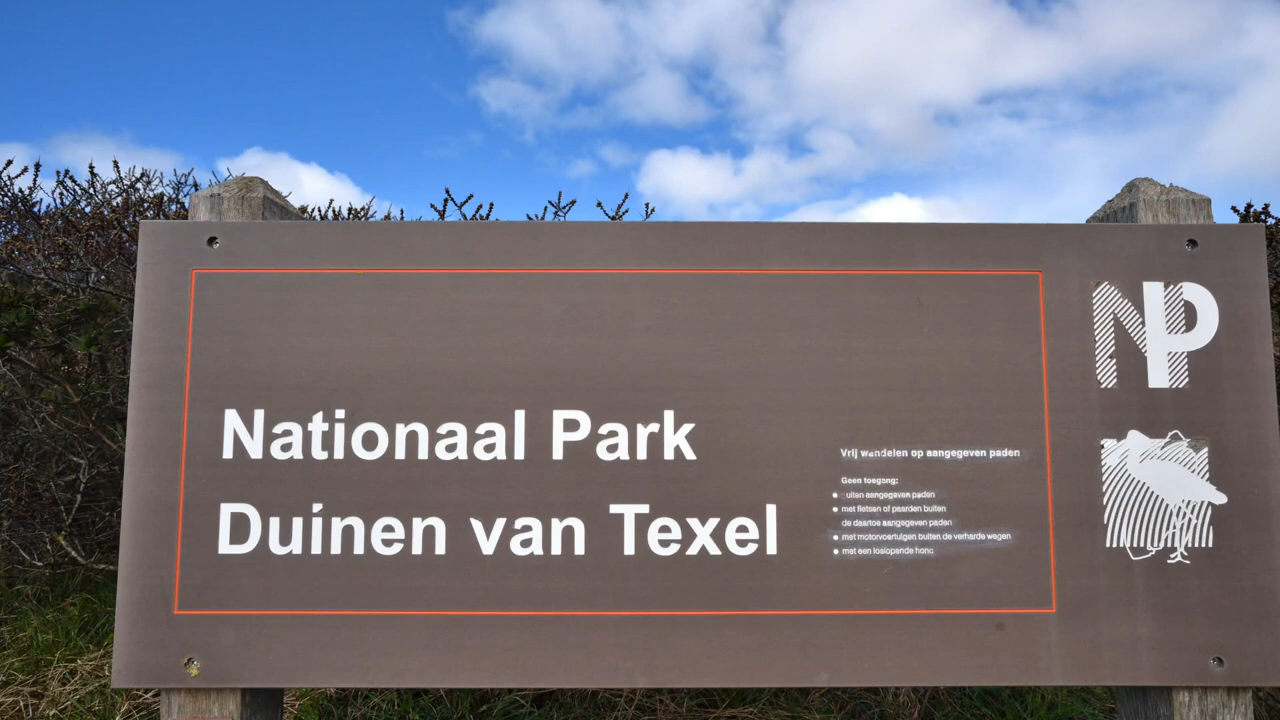 Nationaal Park
Duinen van Texel
Vrij wandelen op aangegeven paden
Geen toegang:
uiten aangegeven paden
met fietsen of paarden buiten
de daartoe aangegeven paden
met motorvoertuigen buiten de verharde wegen
met een loslopende hond
NP